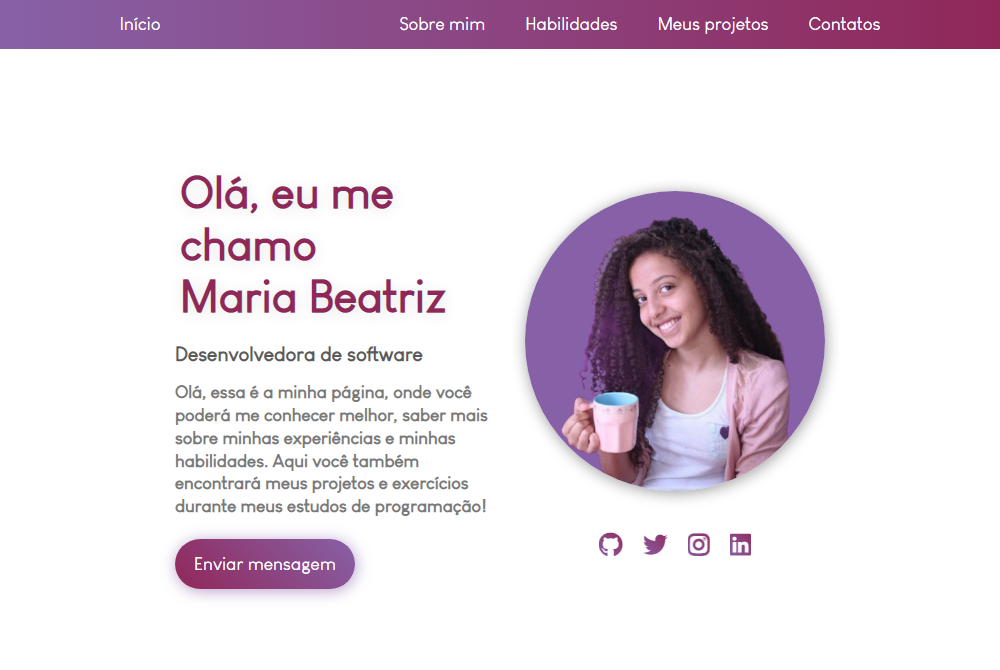 Início
Sobre mim
Habilidades
Meus projetos
Contatos
Olá, eu me
chamo
Maria Beatriz
Desenvolvedora de software
Olá, essa é a minha página, onde você
poderá me conhecer melhor, saber mais
sobre minhas experiências e minhas
habilidades. Aqui você também
encontrará meus projetos e exercícios
durante meus estudos de programação!
Enviar mensagem